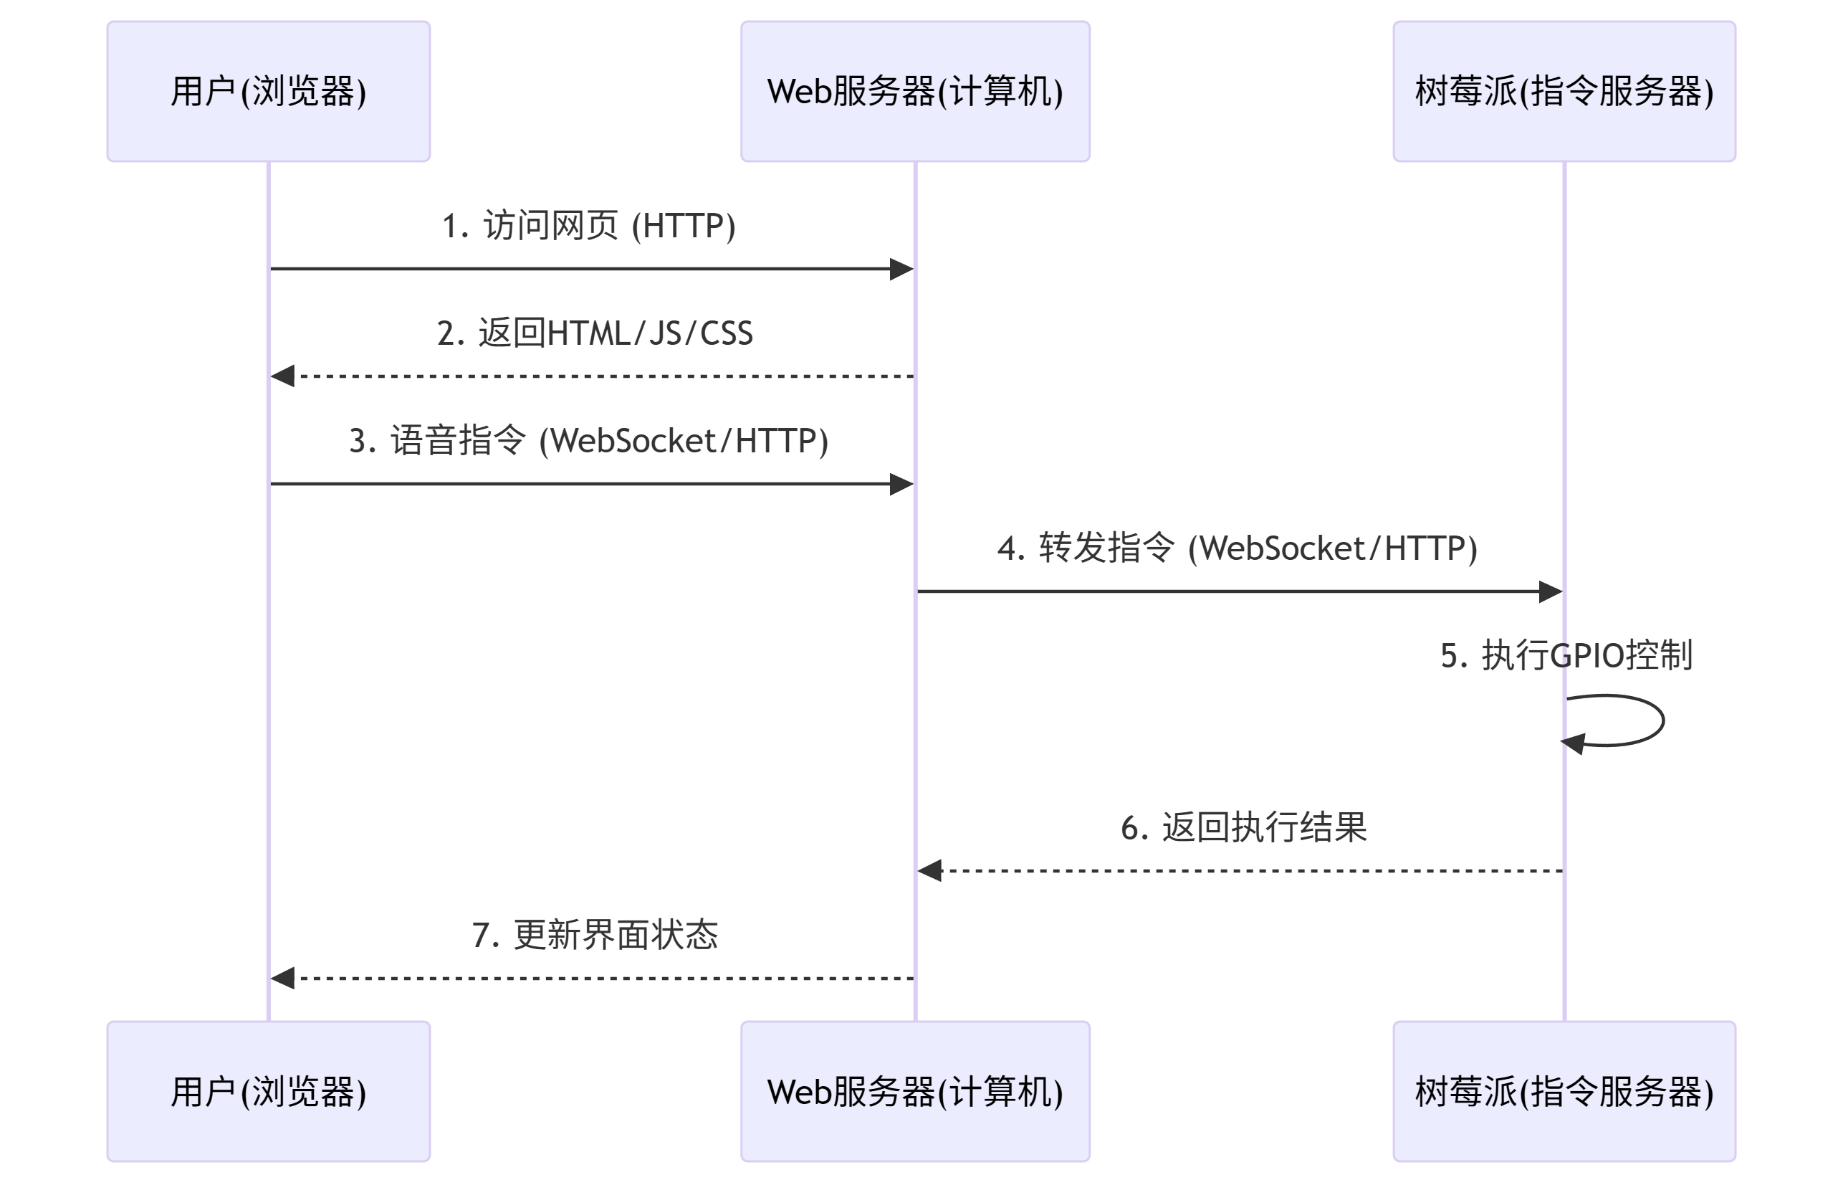 用户(浏览器)
Web服务器(计算机)
树莓派(指令服务器)
1. 访问网页 (HTTP)
2. 返回HTML/JS/CSS
3. 语音指令 (WebSocket/HTTP)
4. 转发指令 (WebSocket/HTTP)
5. 执行GPIO控制
6. 返回执行结果
7. 更新界面状态
用户(浏览器)
Web服务器(计算机)
树莓派(指令服务器)